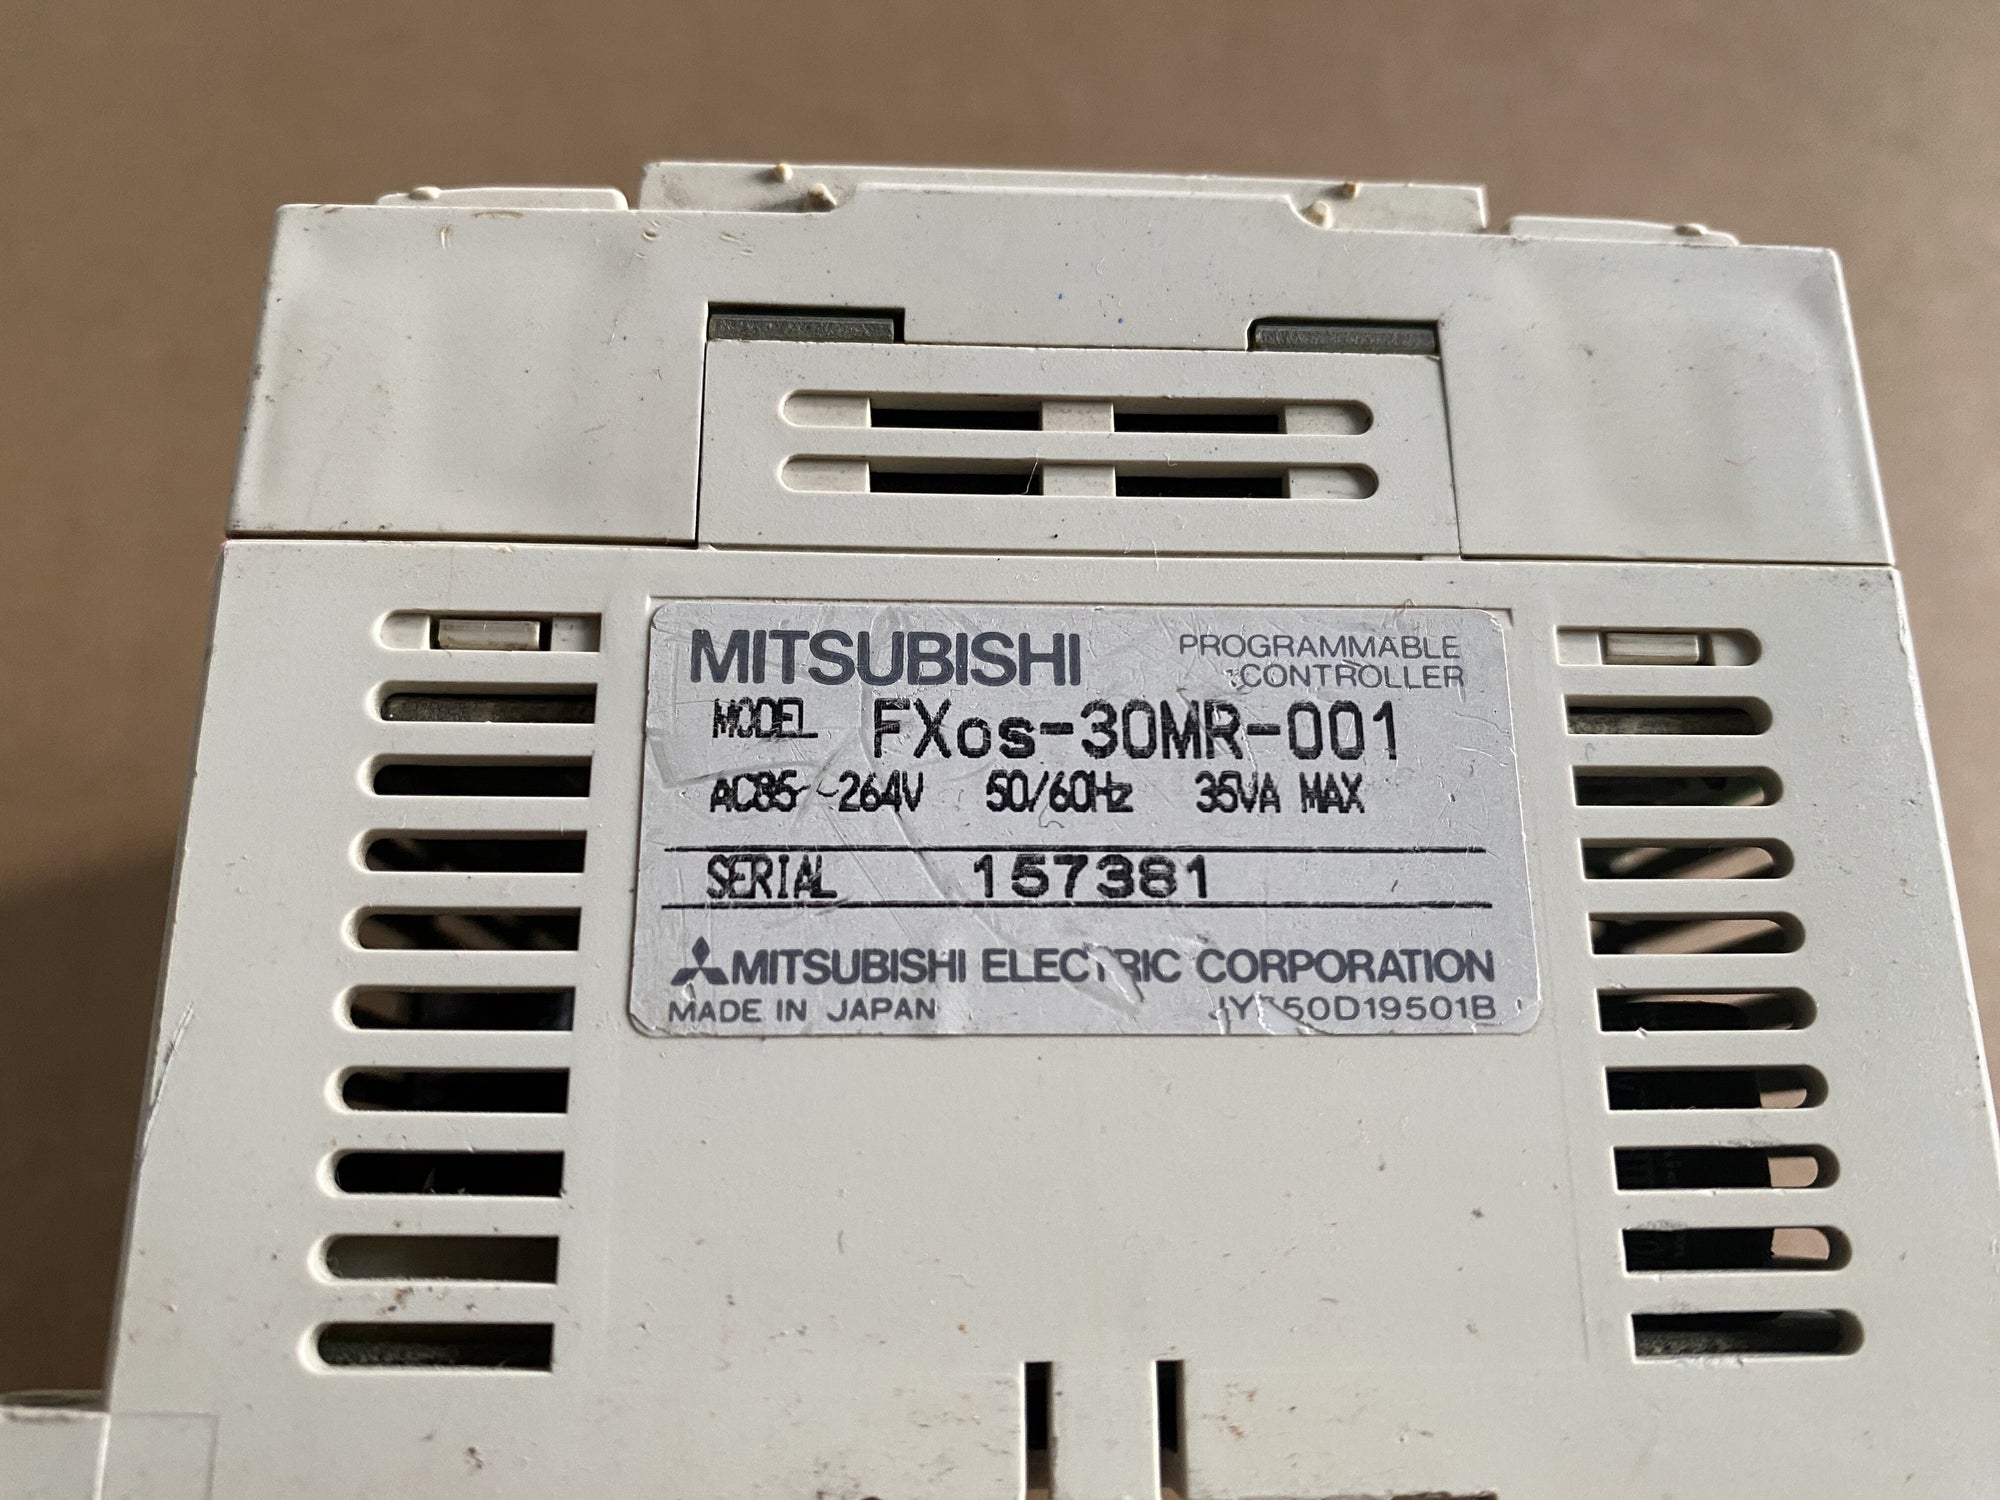 MITSUBISHI
PROGRAMMABLE
CONTROLLER
MODEL FXos-30MR-001
AC85~264V 50/60Hz 35VA MAX
SERIAL 157381
MITSUBISHI ELECTRIC CORPORATION
MADE IN JAPAN